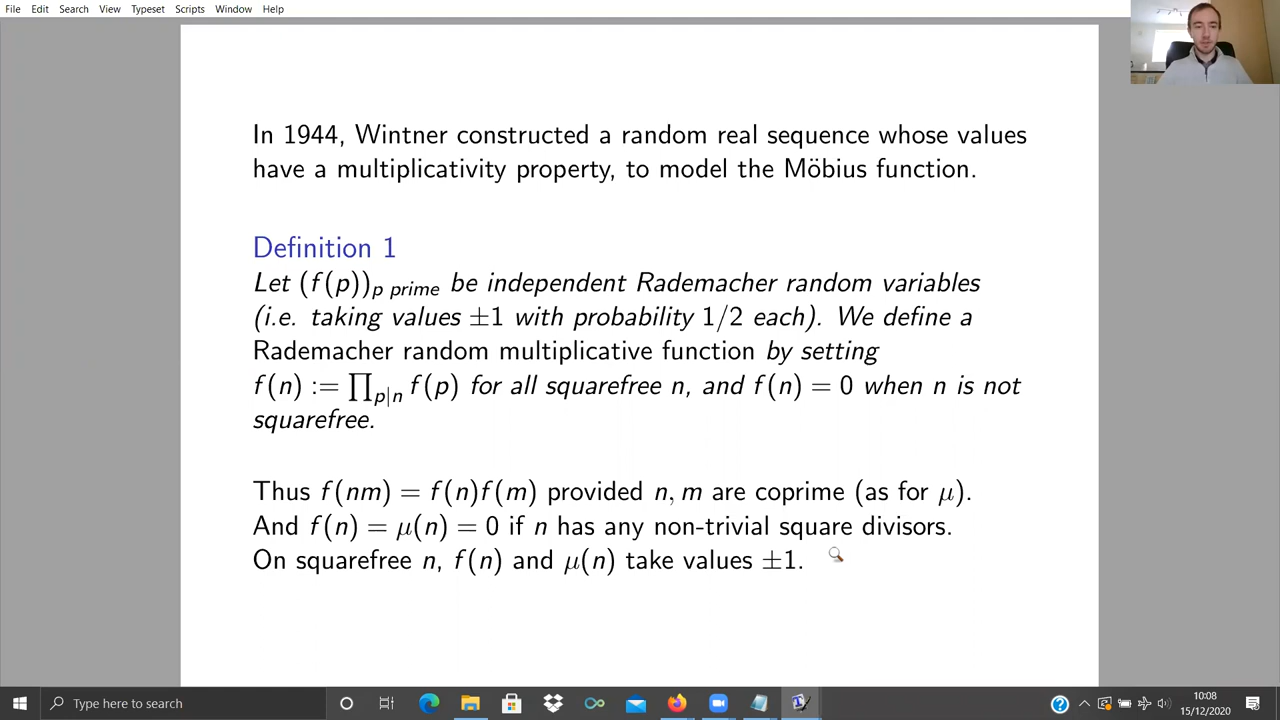 File Edit Search View Typeset Scripts Window Help
In 1944, Wintner constructed a random real sequence whose values
have a multiplicativity property, to model the Möbius function.
Definition 1
Let (f(p))p prime be independent Rademacher random variables
(i.e. taking values ±1 with probability 1/2 each). We define a
Rademacher random multiplicative function by setting
f(n) := ∏p|n f(p) for all squarefree n, and f(n) = 0 when n is not
squarefree.
Thus f(nm) = f(n)f(m) provided n, m are coprime (as for μ).
And f(n) = μ(n) = 0 if n has any non-trivial square divisors.
On squarefree n, f(n) and μ(n) take values ±1.
Type here to search
10:08
15/12/2020